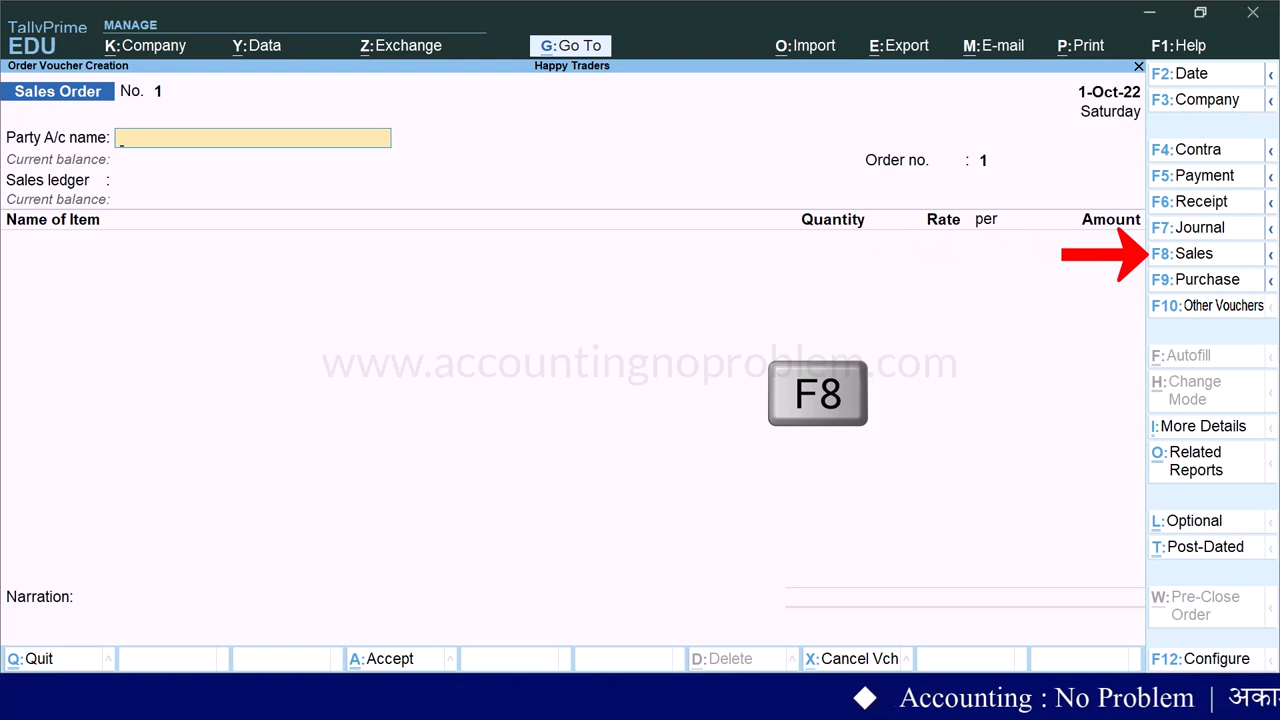 TallyPrime
EDU
MANAGE
K:Company Y:Data Z:Exchange G:Go To O:Import E:Export M:E-mail P:Print F1:Help
Order Voucher Creation Happy Traders
Sales Order No. 1 1-Oct-22
Saturday
Party A/c name:
Current balance:
Order no. : 1
Sales ledger :
Current balance:
Name of Item Quantity Rate per Amount
F2:Date
F3:Company
F4:Contra
F5:Payment
F6:Receipt
F7:Journal
F8:Sales
F9:Purchase
F10:Other Vouchers
F:Autofill
H:Change
Mode
I:More Details
O:Related
Reports
L:Optional
T:Post-Dated
W:Pre-Close
Order
www.accountingnoproblem.com
F8
Narration:
Q:Quit A:Accept D:Delete X:Cancel Vch F12:Configure
Accounting : No Problem |